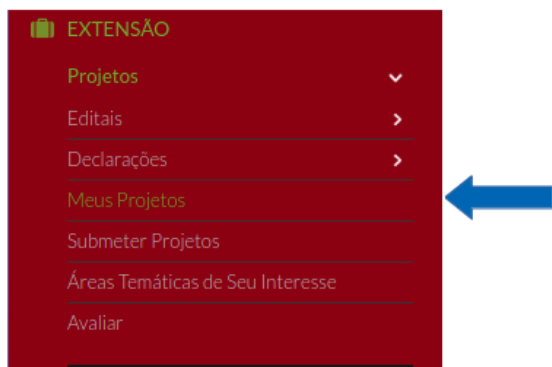 EXTENSÃO
Projetos
Editais
Declarações
Meus Projetos
Submeter Projetos
Áreas Temáticas de Seu Interesse
Avaliar